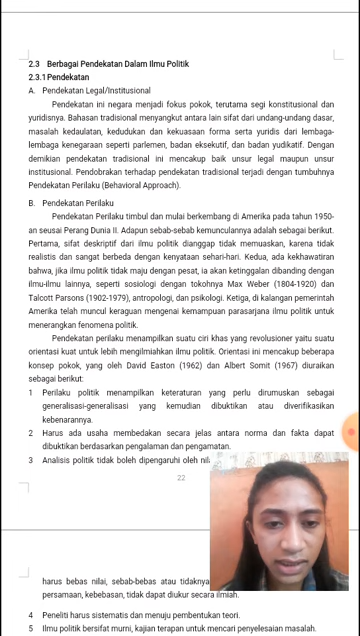 2.3 Berbagai Pendekatan Dalam Ilmu Politik
2.3.1 Pendekatan
A. Pendekatan Legal/Institusional
Pendekatan ini negara menjadi fokus pokok, terutama segi konstitusional dan
yuridisnya. Bahasan tradisional menyangkut antara lain sifat dari undang-undang dasar,
masalah kedaulatan, kedudukan dan kekuasaan forma serta yuridis dari lembaga-
lembaga kenegaraan seperti parlemen, badan eksekutif, dan badan yudikatif. Dengan
demikian pendekatan tradisional ini mencakup baik unsur legal maupun unsur
institusional. Pendobrakan terhadap pendekatan tradisional terjadi dengan tumbuhnya
Pendekatan Perilaku (Behavioral Approach).
B. Pendekatan Perilaku
Pendekatan Perilaku timbul dan mulai berkembang di Amerika pada tahun 1950-
an seusai Perang Dunia II. Adapun sebab-sebab kemunculannya adalah sebagai berikut.
Pertama, sifat deskriptif dari ilmu politik dianggap tidak memuaskan, karena tidak
realistis dan sangat berbeda dengan kenyataan sehari-hari. Kedua, ada kekhawatiran
bahwa, jika ilmu politik tidak maju dengan pesat, ia akan ketinggalan dibanding dengan
ilmu-ilmu lainnya, seperti sosiologi dengan tokohnya Max Weber (1804-1920) dan
Talcott Parsons (1902-1979), antropologi, dan psikologi. Ketiga, di kalangan pemerintah
Amerika telah muncul keraguan mengenai kemampuan parasarjana ilmu politik untuk
menerangkan fenomena politik.
Pendekatan perilaku menampilkan suatu ciri khas yang revolusioner yaitu suatu
orientasi kuat untuk lebih mengilmiahkan ilmu politik. Orientasi ini mencakup beberapa
konsep pokok, yang oleh David Easton (1962) dan Albert Somit (1967) diuraikan
sebagai berikut:
1 Perilaku politik menampilkan keteraturan yang perlu dirumuskan sebagai
generalisasi-generalisasi yang kemudian dibuktikan atau diverifikasikan
kebenarannya.
2 Harus ada usaha membedakan secara jelas antara norma dan fakta dapat
dibuktikan berdasarkan pengalaman dan pengamatan.
3 Analisis politik tidak boleh dipengaruhi oleh
22
harus bebas nilai, sebab-bebas atau tidaknya
persamaan, kebebasan, tidak dapat diukur secara ilmiah.
4 Peneliti harus sistematis dan menuju pembentukan teori.
5 Ilmu politik bersifat murni, kajian terapan untuk mencari penyelesaian masalah.